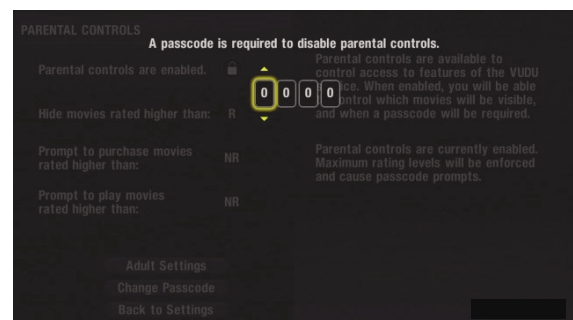 PARENTAL CONTROLS
A passcode is required to disable parental controls.
Parental controls are enabled.
0 0 0 0
Hide movies rated higher than: R
Prompt to purchase movies
rated higher than: NR
Prompt to play movies
rated higher than: NR
Adult Settings
Change Passcode
Back to Settings
Parental controls are available to
control access to features of the VUDU
When enabled, you will be able
control which movies will be visible,
and when a passcode will be required.
Parental controls are currently enabled.
Maximum rating levels will be enforced
and cause passcode prompts.